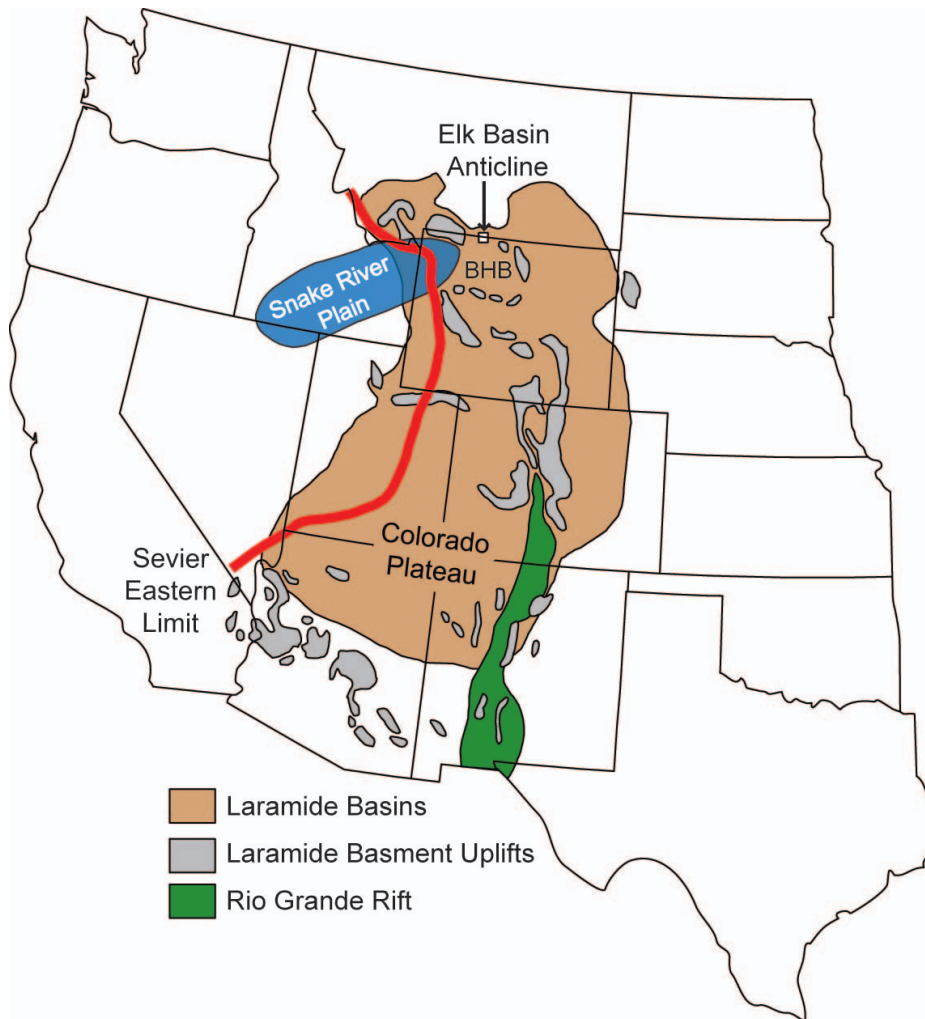 Elk Basin
Anticline
BHB
Snake River
Plain
Colorado
Plateau
Sevier
Eastern
Limit
Laramide Basins
Laramide Basment Uplifts
Rio Grande Rift